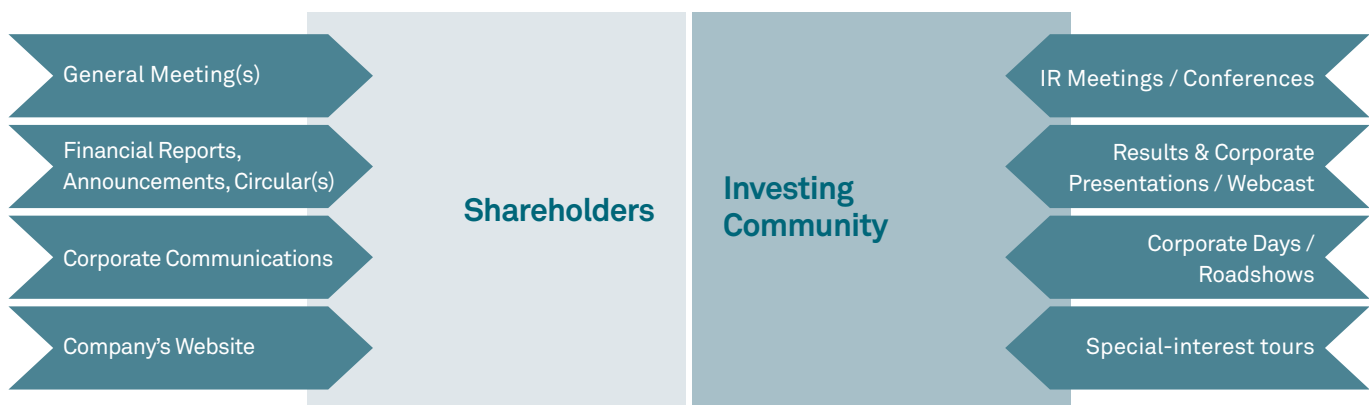 General Meeting(s)
Financial Reports,
Announcements, Circular(s)
Corporate Communications
Company’s Website
Shareholders
Investing
Community
IR Meetings / Conferences
Results & Corporate
Presentations / Webcast
Corporate Days /
Roadshows
Special-interest tours